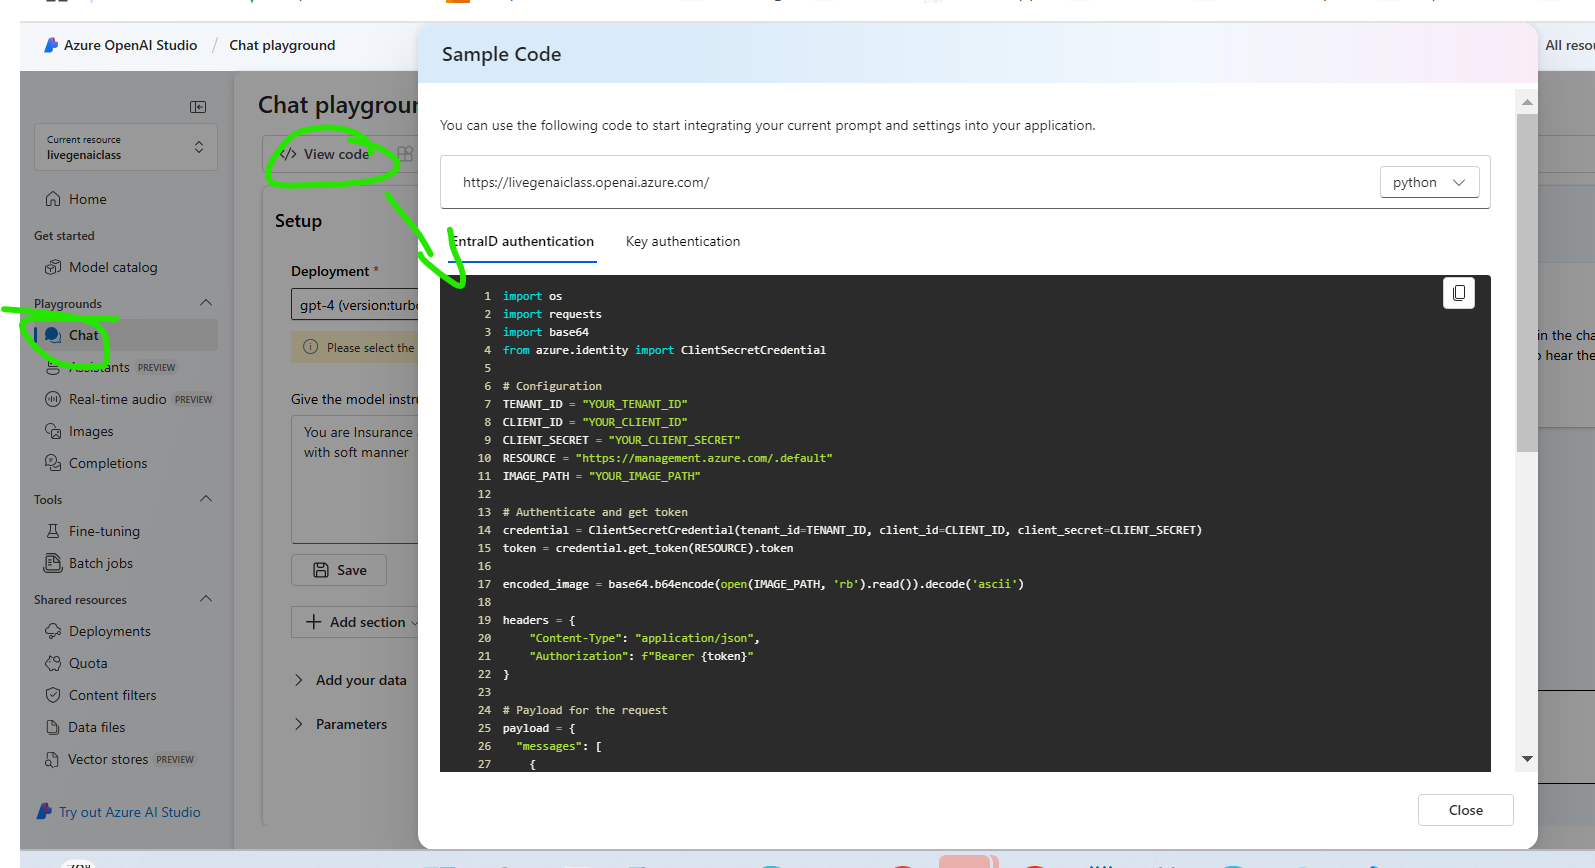 Azure OpenAI Studio / Chat playground
All resou
Current resource
livegenaiclass
Home
Get started
Model catalog
Playgrounds
Chat
Assistants PREVIEW
Real-time audio PREVIEW
Images
Completions
Tools
Fine-tuning
Batch jobs
Shared resources
Deployments
Quota
Content filters
Data files
Vector stores PREVIEW
Try out Azure AI Studio
Chat playgroun
</> View code
Setup
Deployment *
gpt-4 (version:turbo
Please select the
Give the model instru
You are Insurance
with soft manner
Save
Add section
Add your data
Parameters
Sample Code
You can use the following code to start integrating your current prompt and settings into your application.
https://livegenaiclass.openai.azure.com/
python
EntraID authentication Key authentication
1 import os
2 import requests
3 import base64
4 from azure.identity import ClientSecretCredential
5
6 # Configuration
7 TENANT_ID = "YOUR_TENANT_ID"
8 CLIENT_ID = "YOUR_CLIENT_ID"
9 CLIENT_SECRET = "YOUR_CLIENT_SECRET"
10 RESOURCE = "https://management.azure.com/.default"
11 IMAGE_PATH = "YOUR_IMAGE_PATH"
12
13 # Authenticate and get token
14 credential = ClientSecretCredential(tenant_id=TENANT_ID, client_id=CLIENT_ID, client_secret=CLIENT_SECRET)
15 token = credential.get_token(RESOURCE).token
16
17 encoded_image = base64.b64encode(open(IMAGE_PATH, 'rb').read()).decode('ascii')
18
19 headers = {
20 "Content-Type": "application/json",
21 "Authorization": f"Bearer {token}"
22 }
23
24 # Payload for the request
25 payload = {
26 "messages": [
27 {
Close
in the cha
o hear the